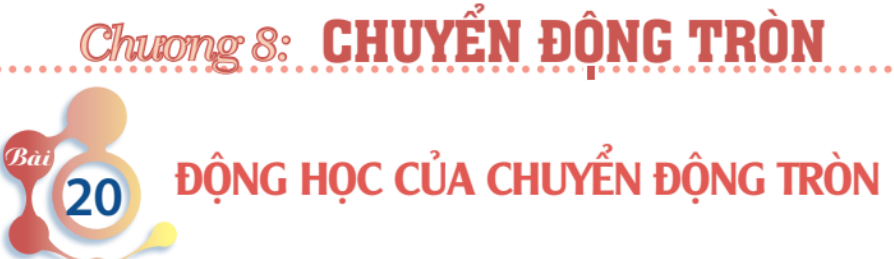 Chương 8: CHUYỂN ĐỘNG TRÒN
Bài
20
ĐỘNG HỌC CỦA CHUYỂN ĐỘNG TRÒN